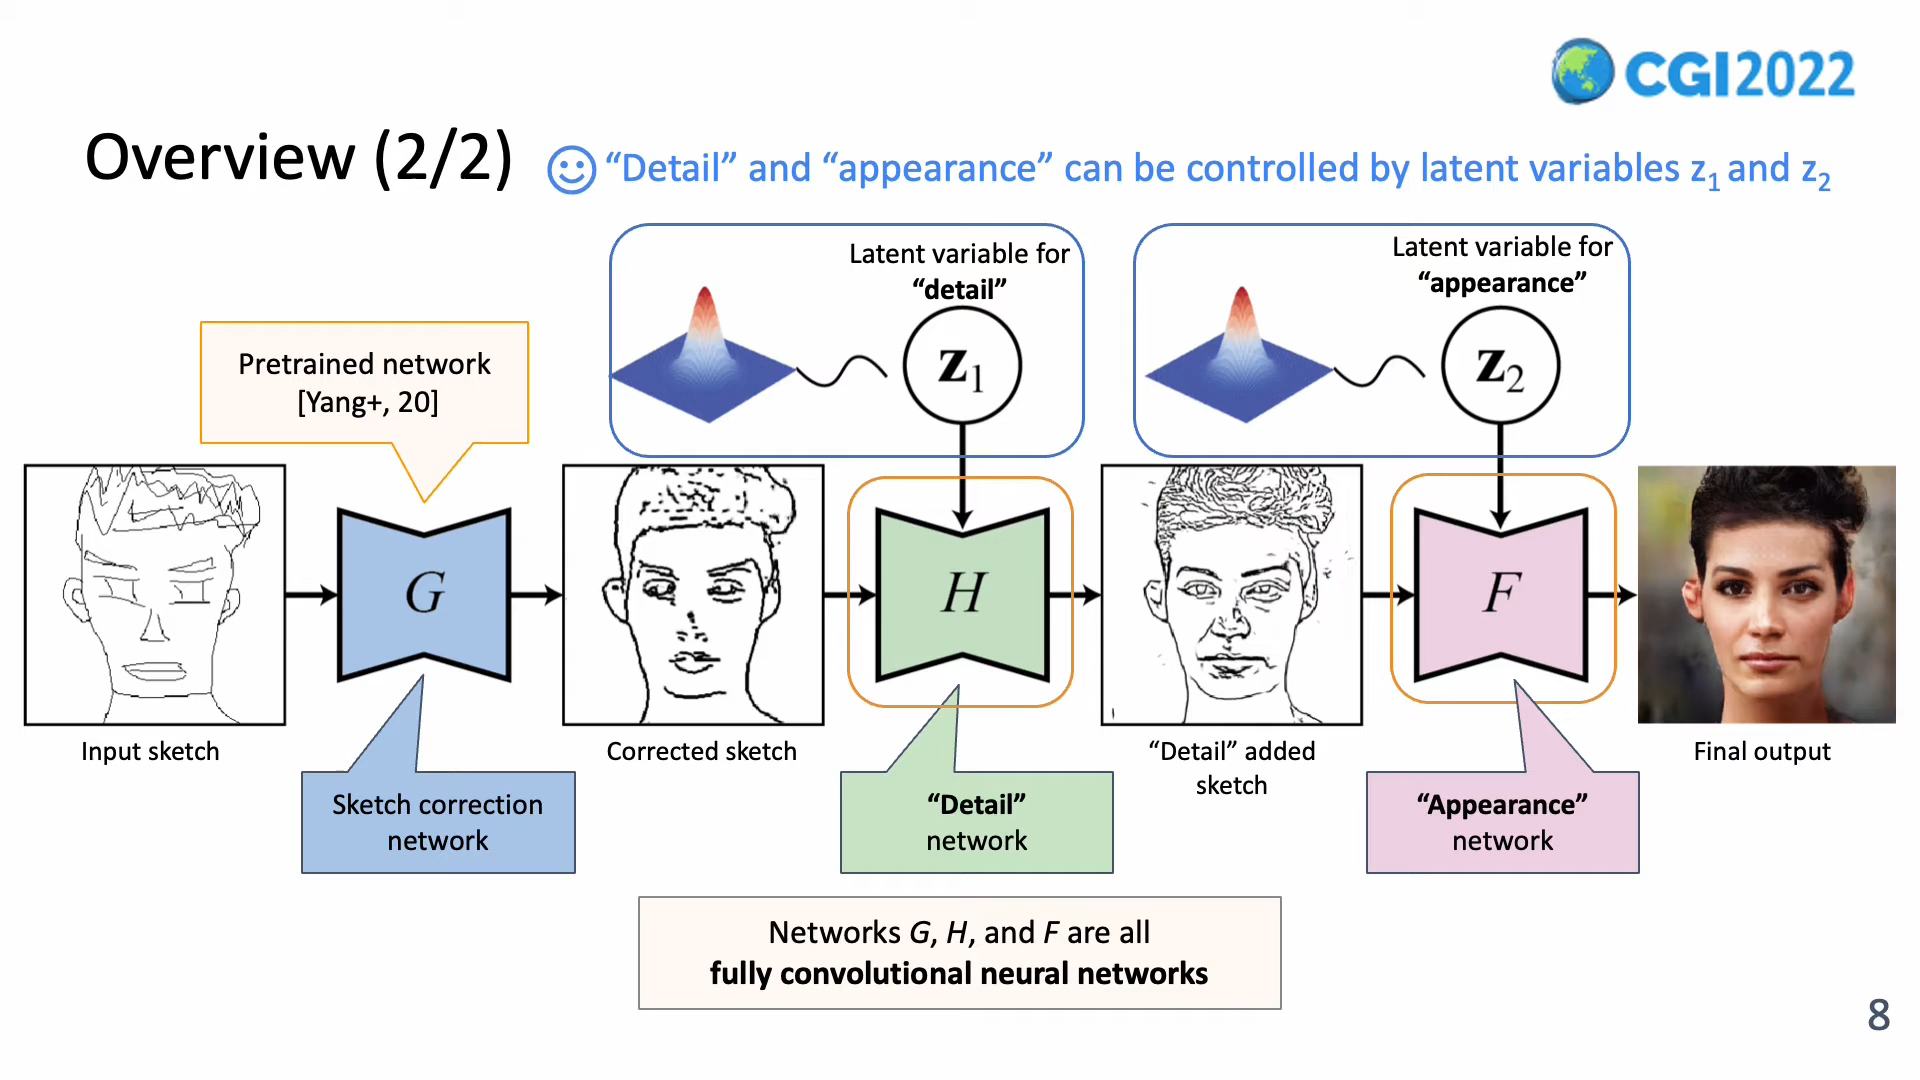 CGI2022
Overview (2/2)
“Detail” and “appearance” can be controlled by latent variables z1 and z2
Latent variable for
“detail”
z1
Latent variable for
“appearance”
z2
Pretrained network
[Yang+, 20]
G
H
F
Input sketch
Corrected sketch
“Detail” added
sketch
Final output
Sketch correction
network
“Detail”
network
“Appearance”
network
Networks G, H, and F are all
fully convolutional neural networks
8